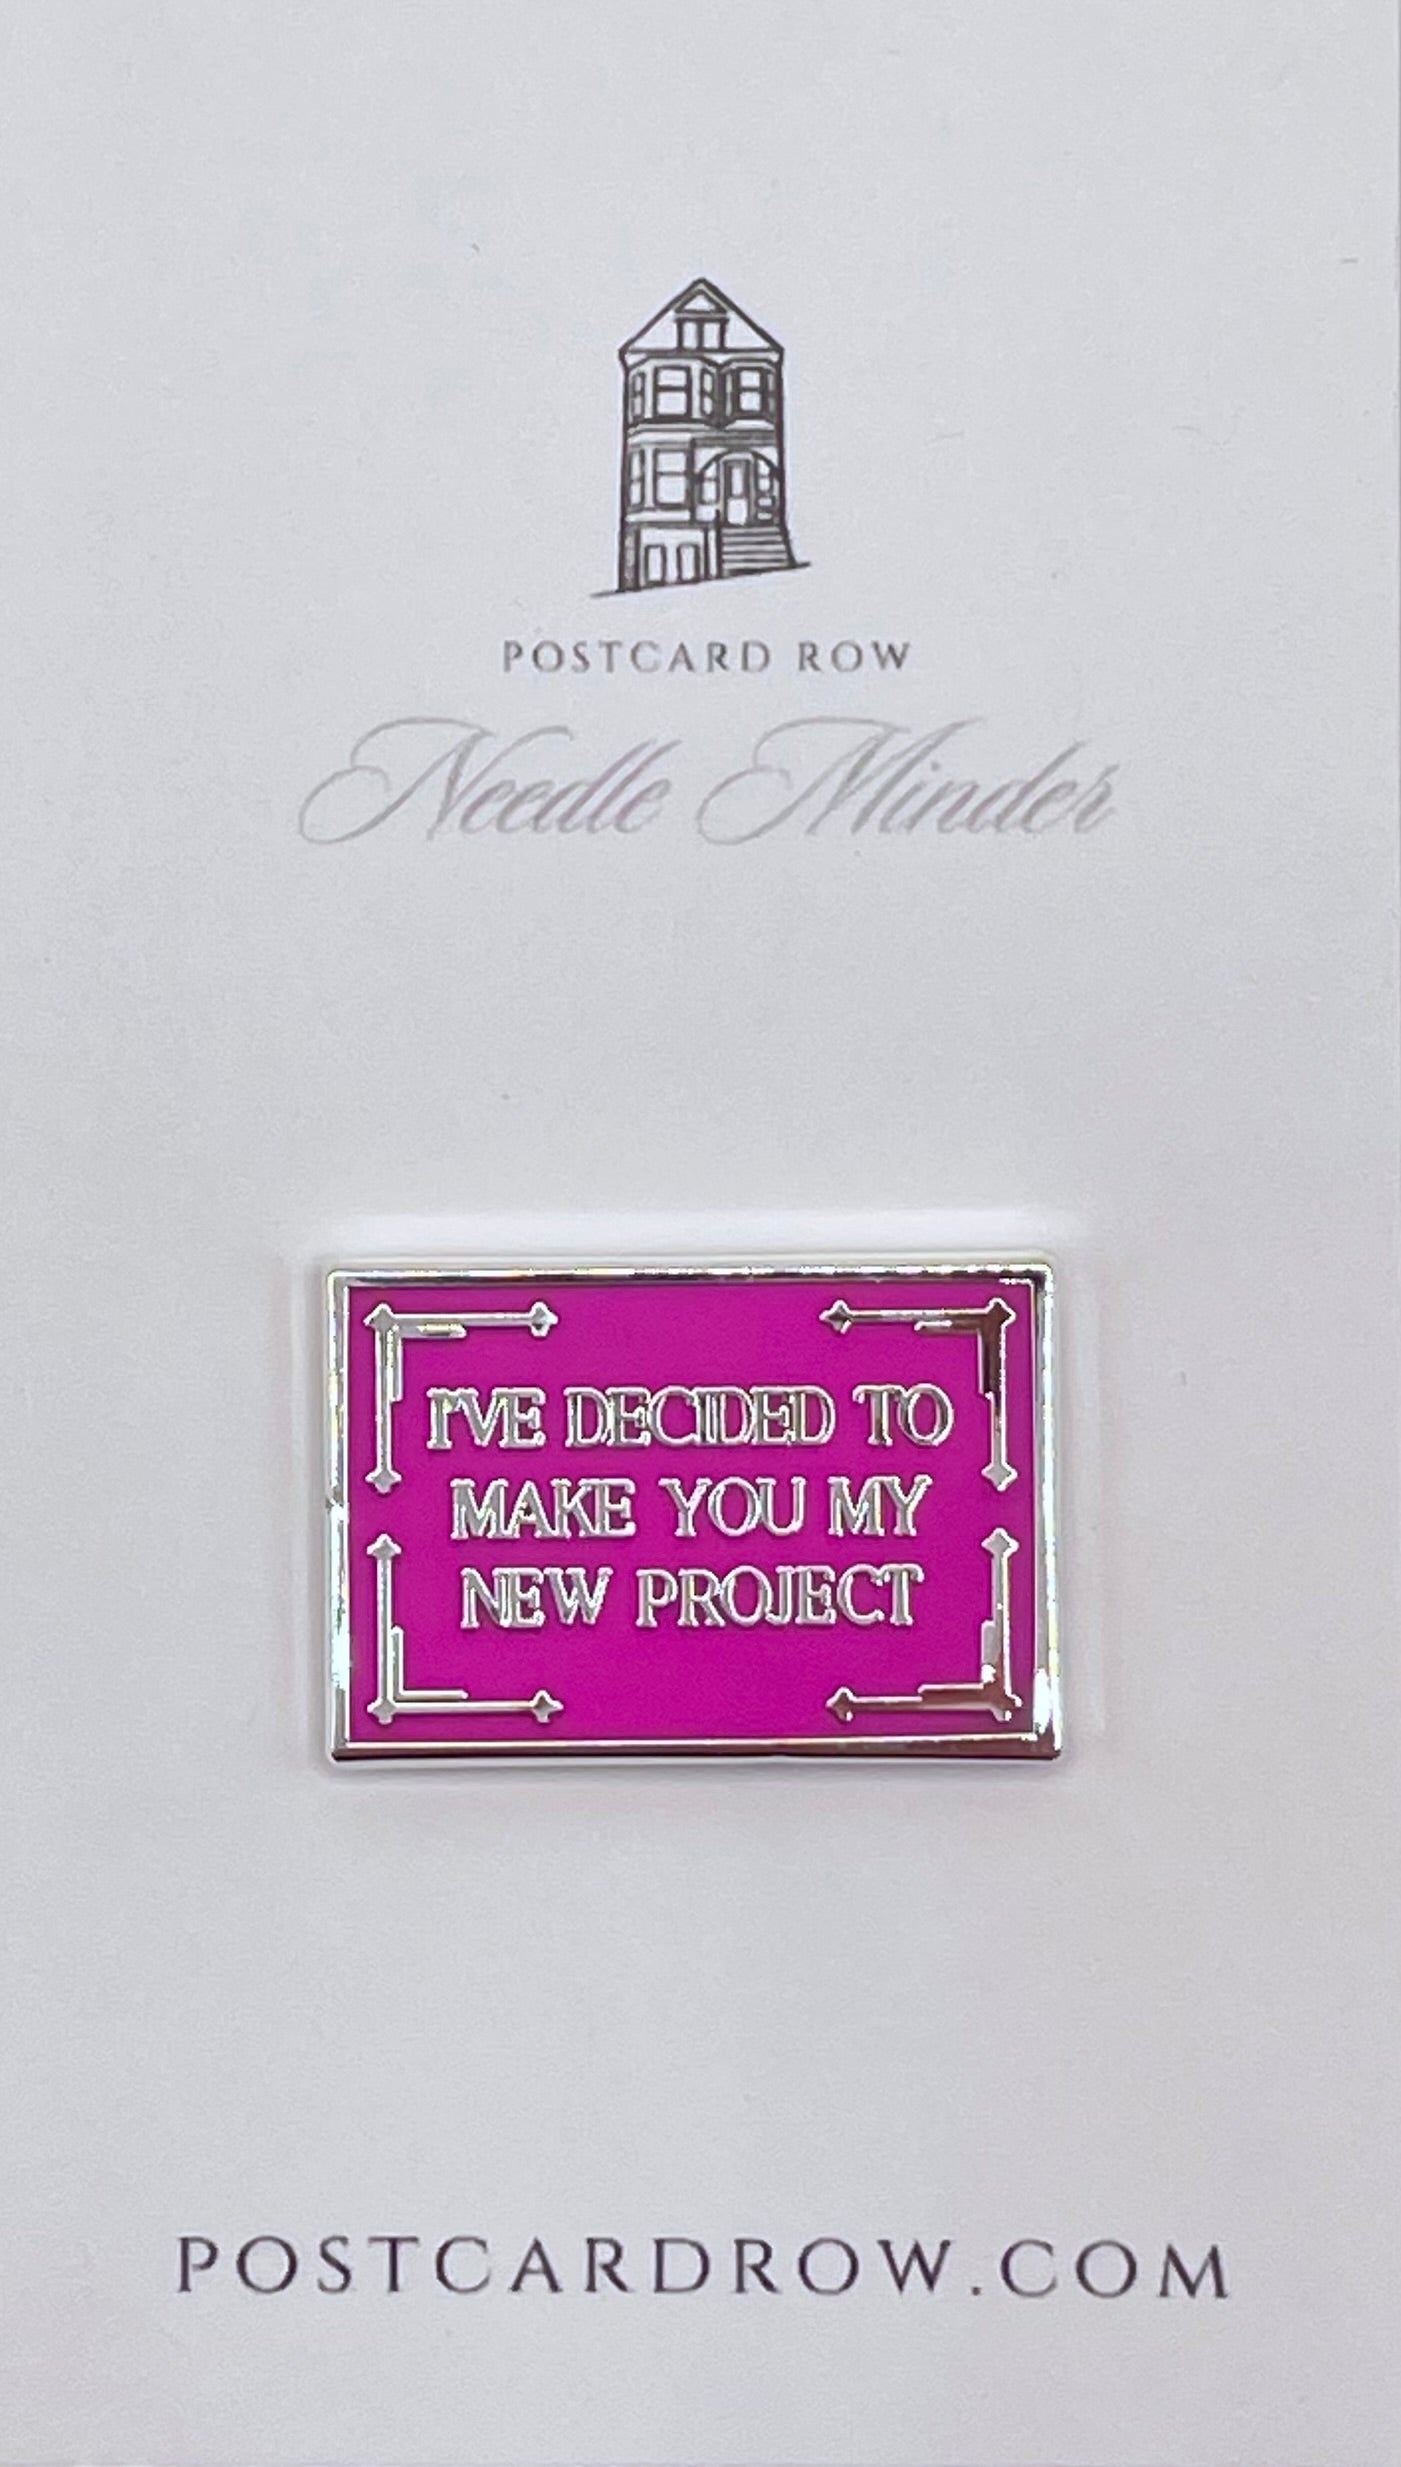 POSTCARD ROW
Needle Minder
I'VE DECIDED TO
MAKE YOU MY
NEW PROJECT
POSTCARDROW.COM